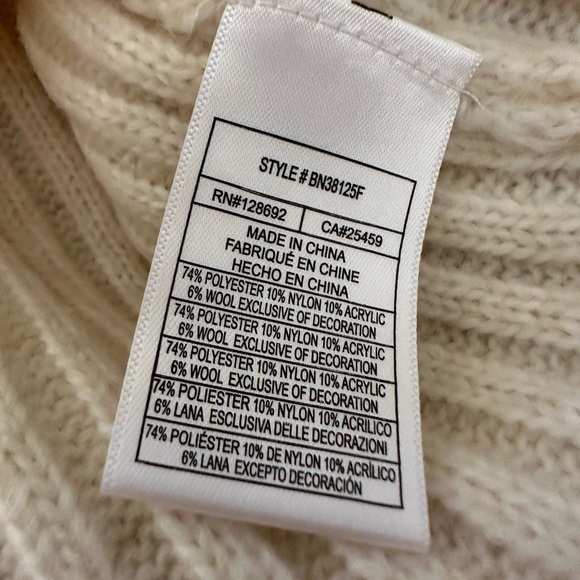 STYLE # BN38125F
RN#128692 CA#25459
MADE IN CHINA
FABRIQUÉ EN CHINE
HECHO EN CHINA
74% POLYESTER 10% NYLON 10% ACRYLIC
6% WOOL EXCLUSIVE OF DECORATION
74% POLYESTER 10% NYLON 10% ACRYLIC
6% WOOL EXCLUSIVE OF DECORATION
74% POLYESTER 10% NYLON 10% ACRYLIC
6% WOOL EXCLUSIVE OF DECORATION
74% POLIESTER 10% NYLON 10% ACRILICO
6% LANA ESCLUSIVA DELLE DECORAZIONI
74% POLIÉSTER 10% DE NYLON 10% ACRÍLICO
6% LANA EXCEPTO DECORACIÓN